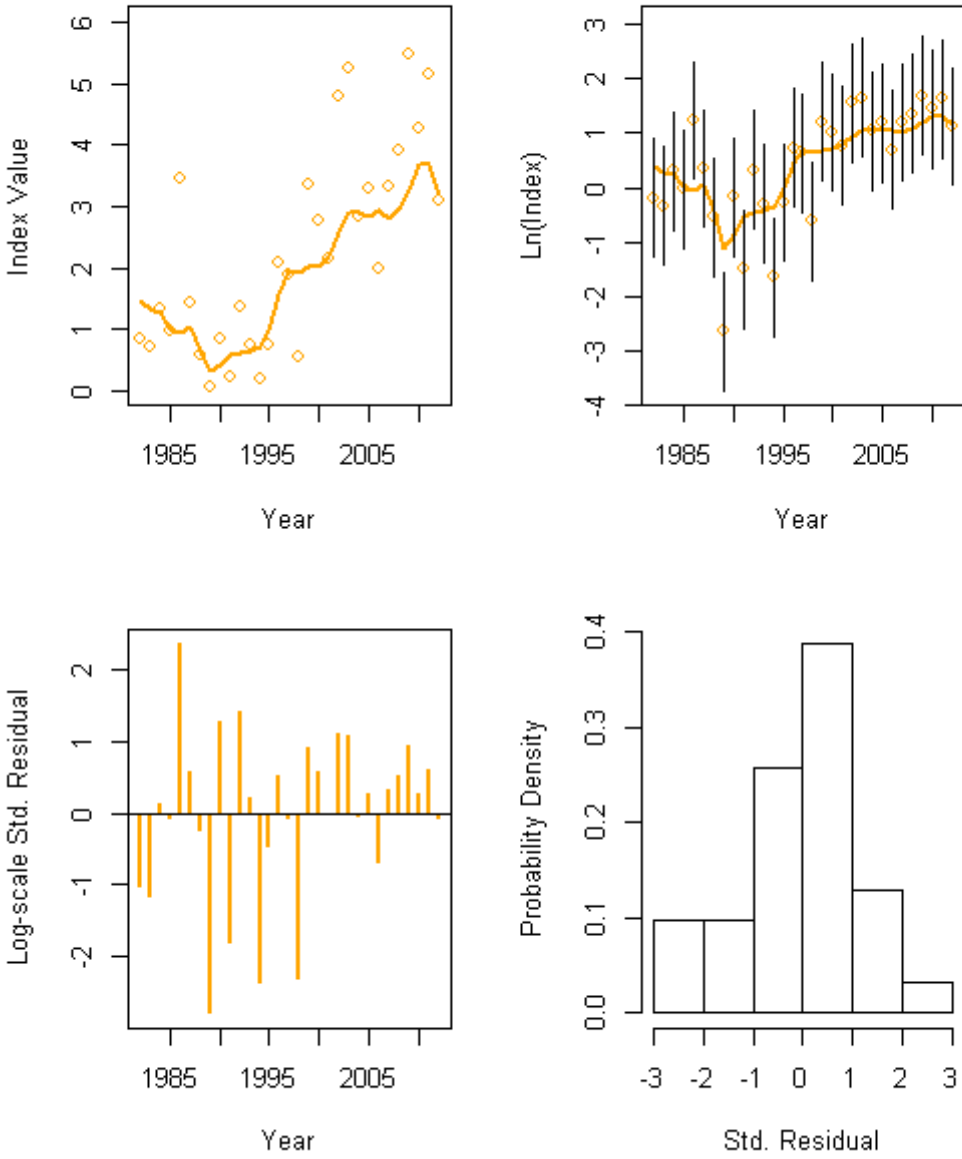 Index Value
6
5
4
3
2
1
0
1985 1995 2005
Year
Ln(Index)
3
2
1
0
-1
-2
-3
-4
1985 1995 2005
Year
Log-scale Std. Residual
2
1
0
-1
-2
1985 1995 2005
Year
Probability Density
0.4
0.3
0.2
0.1
0.0
-3 -2 -1 0 1 2 3
Std. Residual